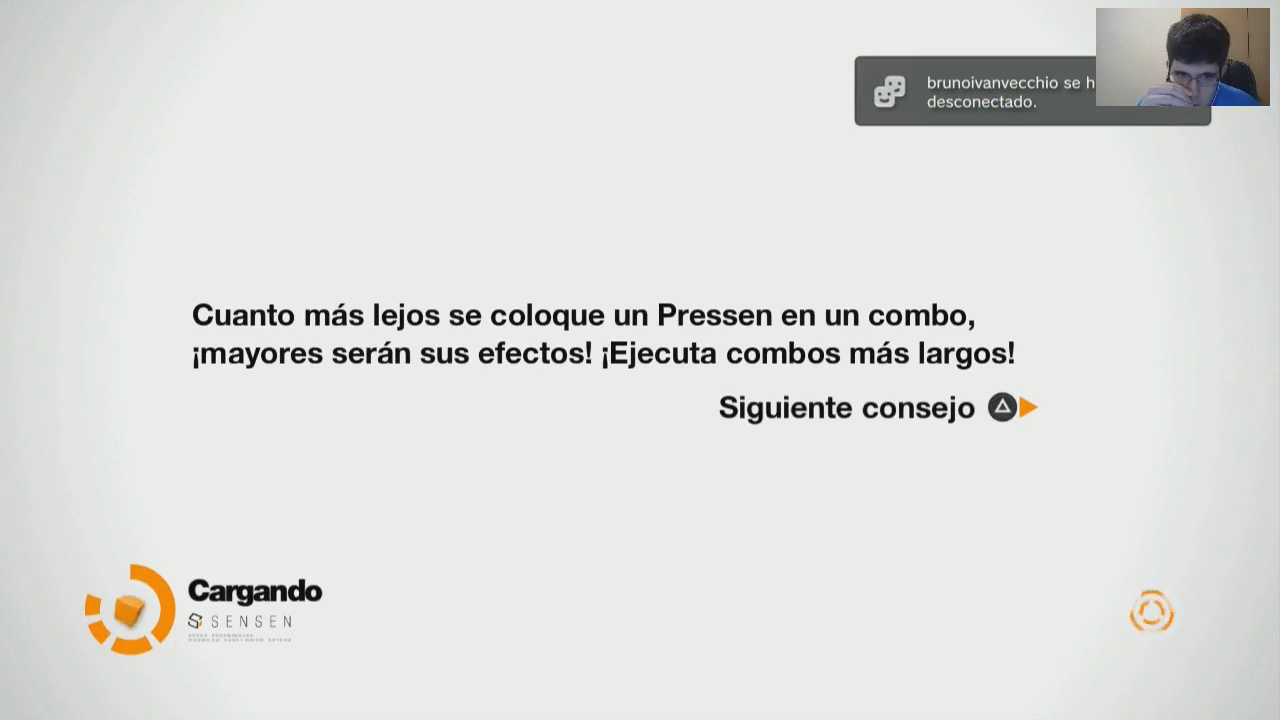 brunoivanvecchio se h
desconectado.
Cuanto más lejos se coloque un Pressen en un combo,
¡mayores serán sus efectos! ¡Ejecuta combos más largos!
Siguiente consejo
Cargando
SENSEN